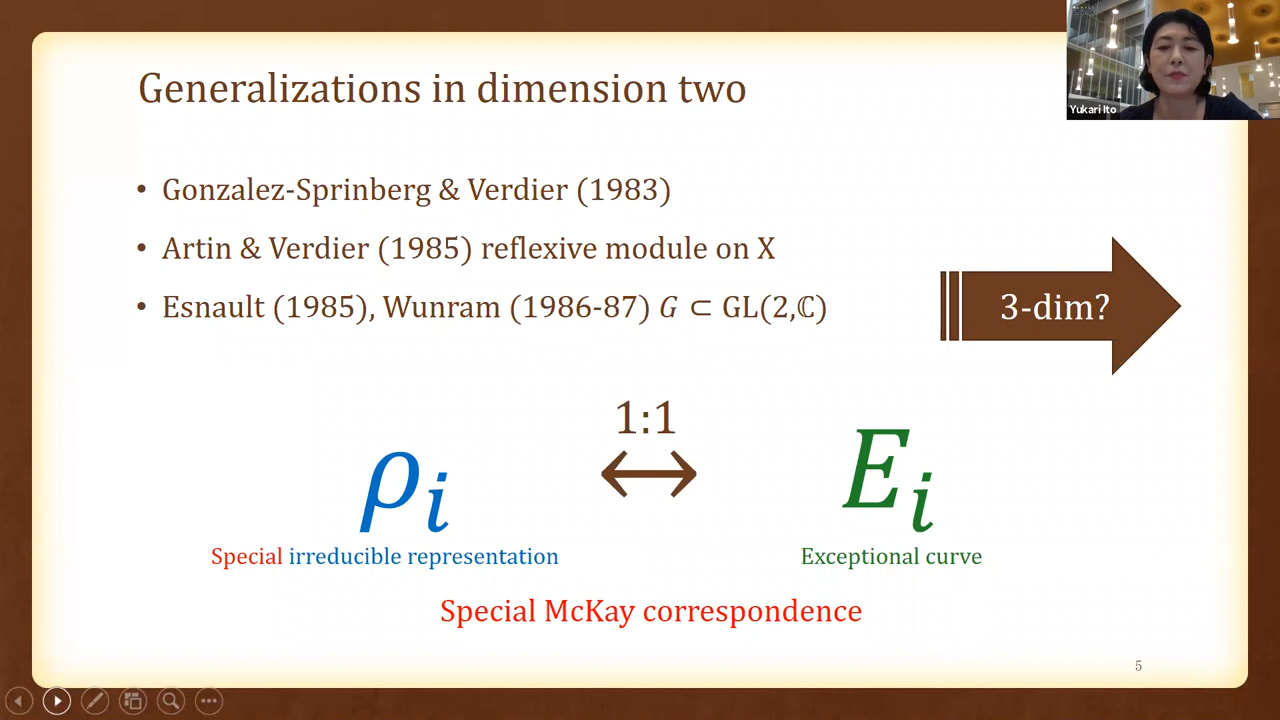 Generalizations in dimension two
Yukari Ito
• Gonzalez-Sprinberg & Verdier (1983)
• Artin & Verdier (1985) reflexive module on X
• Esnault (1985), Wunram (1986-87) G ⊂ GL(2,ℂ)
3-dim?
1:1
ρᵢ ↔ Eᵢ
Special irreducible representation
Exceptional curve
Special McKay correspondence
5